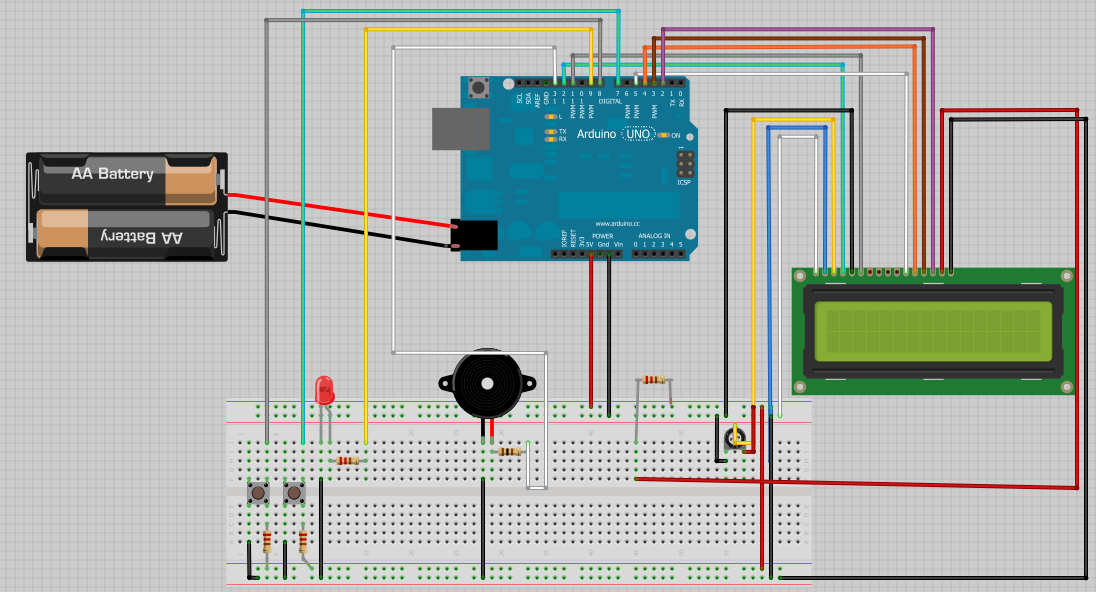 AA Battery
AA Battery
SCL
SDA
AREF
GND
13
12
PWM 11
PWM 10
PWM 9
8
DIGITAL
7
PWM 6
PWM 5
4
PWM 3
2
TX 1
RX 0
L
TX
RX
Arduino UNO
ON
1
ICSP
www.arduino.cc
POWER
ANALOG IN
IOREF
RESET
3V3
5V Gnd Vin
0 1 2 3 4 5